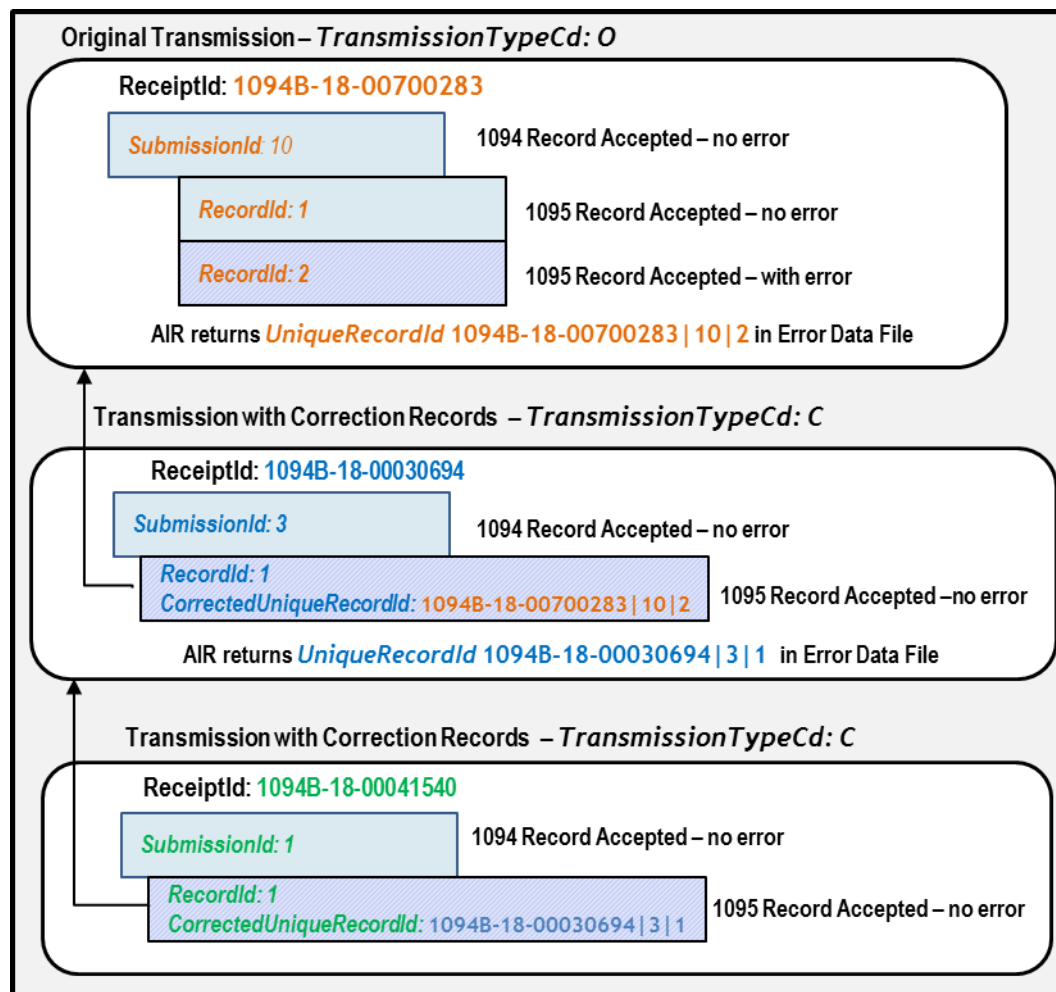 Original Transmission – TransmissionTypeCd: O
ReceiptId: 1094B-18-00700283
SubmissionId: 10
1094 Record Accepted – no error
RecordId: 1
1095 Record Accepted – no error
RecordId: 2
1095 Record Accepted – with error
AIR returns UniqueRecordId 1094B-18-00700283|10|2 in Error Data File
Transmission with Correction Records – TransmissionTypeCd: C
ReceiptId: 1094B-18-00030694
SubmissionId: 3
1094 Record Accepted – no error
RecordId: 1
CorrectedUniqueRecordId: 1094B-18-00700283|10|2
1095 Record Accepted –no error
AIR returns UniqueRecordId 1094B-18-00030694|3|1 in Error Data File
Transmission with Correction Records – TransmissionTypeCd: C
ReceiptId: 1094B-18-00041540
SubmissionId: 1
1094 Record Accepted – no error
RecordId: 1
CorrectedUniqueRecordId: 1094B-18-00030694|3|1
1095 Record Accepted – no error